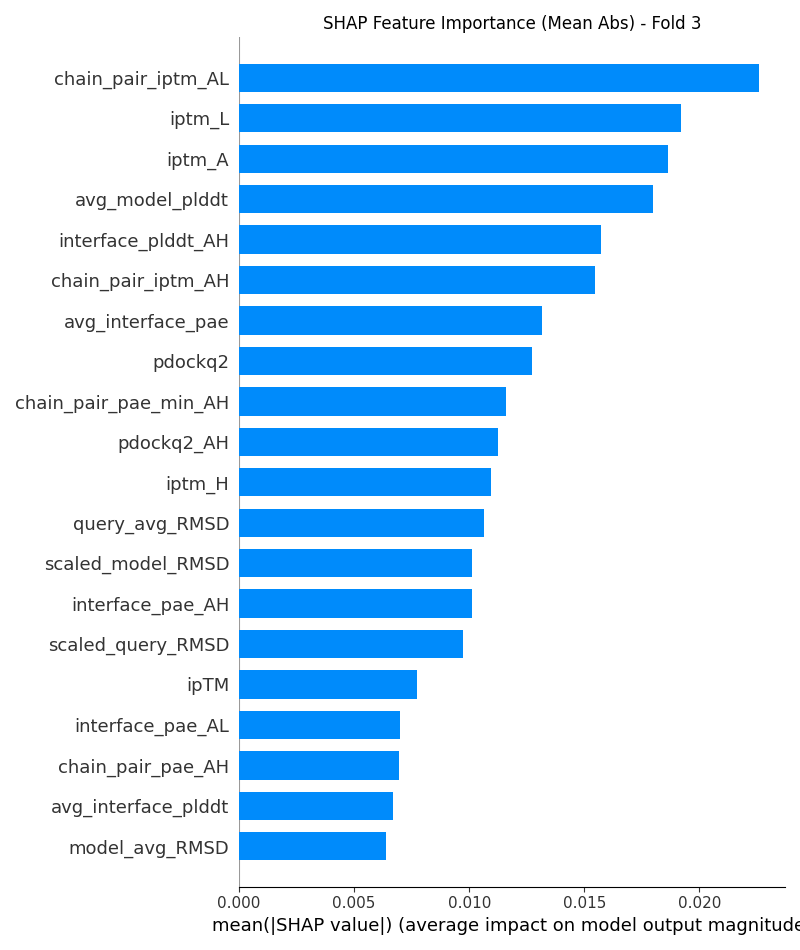 SHAP Feature Importance (Mean Abs) - Fold 3
chain_pair_iptm_AL
iptm_L
iptm_A
avg_model_plddt
interface_plddt_AH
chain_pair_iptm_AH
avg_interface_pae
pdockq2
chain_pair_pae_min_AH
pdockq2_AH
iptm_H
query_avg_RMSD
scaled_model_RMSD
interface_pae_AH
scaled_query_RMSD
ipTM
interface_pae_AL
chain_pair_pae_AH
avg_interface_plddt
model_avg_RMSD
0.000 0.005 0.010 0.015 0.020
mean(|SHAP value|) (average impact on model output magnitude